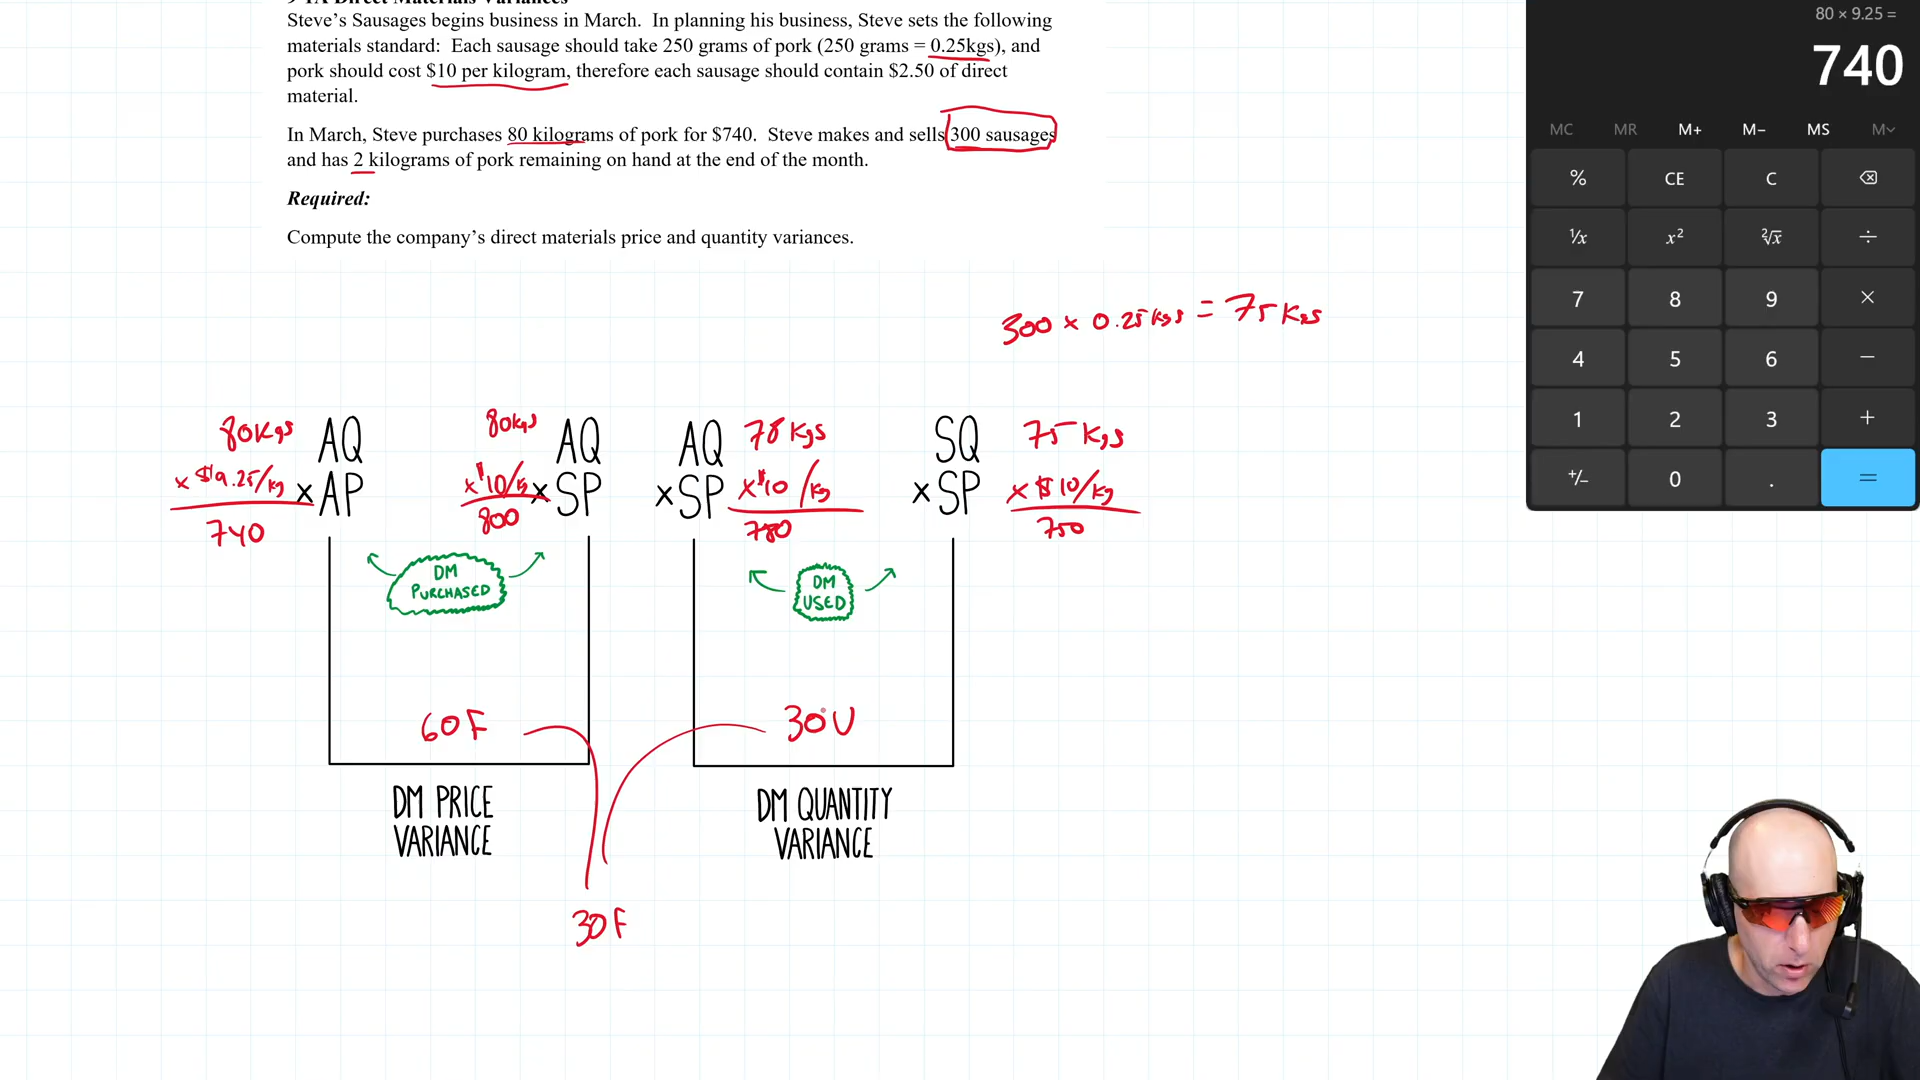 Steve's Sausages begins business in March. In planning his business, Steve sets the following
materials standard: Each sausage should take 250 grams of pork (250 grams = 0.25kgs), and
pork should cost $10 per kilogram, therefore each sausage should contain $2.50 of direct
material.
In March, Steve purchases 80 kilograms of pork for $740. Steve makes and sells 300 sausages
and has 2 kilograms of pork remaining on hand at the end of the month.
Required:
Compute the company's direct materials price and quantity variances.
300 × 0.25kgs = 75 Kgs
80Kgs AQ
× $9.25/kg × AP
740
80kgs AQ
× $10/kg × SP
800
AQ 78 Kgs
× SP × $10/kg
780
SQ 75 Kgs
× SP × $10/kg
750
DM
PURCHASED
DM
USED
60F
30U
DM PRICE
VARIANCE
DM QUANTITY
VARIANCE
30F
80 × 9.25 =
740
MC MR M+ M− MS M˅
% CE C ⌫
¹/x x² ²√x ÷
7 8 9 ×
4 5 6 −
1 2 3 +
+/− 0 . =